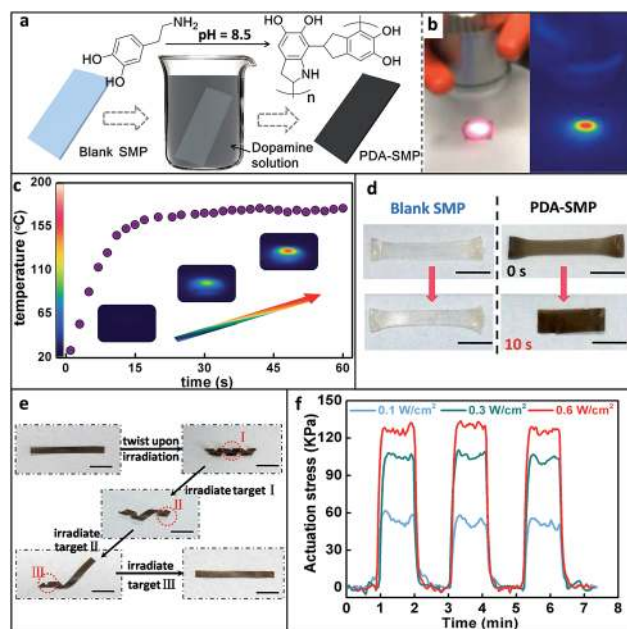 a
NH₂
HO
HO
pH = 8.5
HO
OH
OH
OH
NH
n
Blank SMP
Dopamine
solution
PDA-SMP
b
c
200
155
110
65
20
temperature (°C)
0 15 30 45 60
time (s)
d
Blank SMP
PDA-SMP
0 s
10 s
e
twist upon
irradiation
I
irradiate target I
II
irradiate
target II
III
irradiate
target III
f
0.1 W/cm² 0.3 W/cm² 0.6 W/cm²
150
120
90
60
30
0
Actuation stress (KPa)
0 1 2 3 4 5 6 7 8
Time (min)